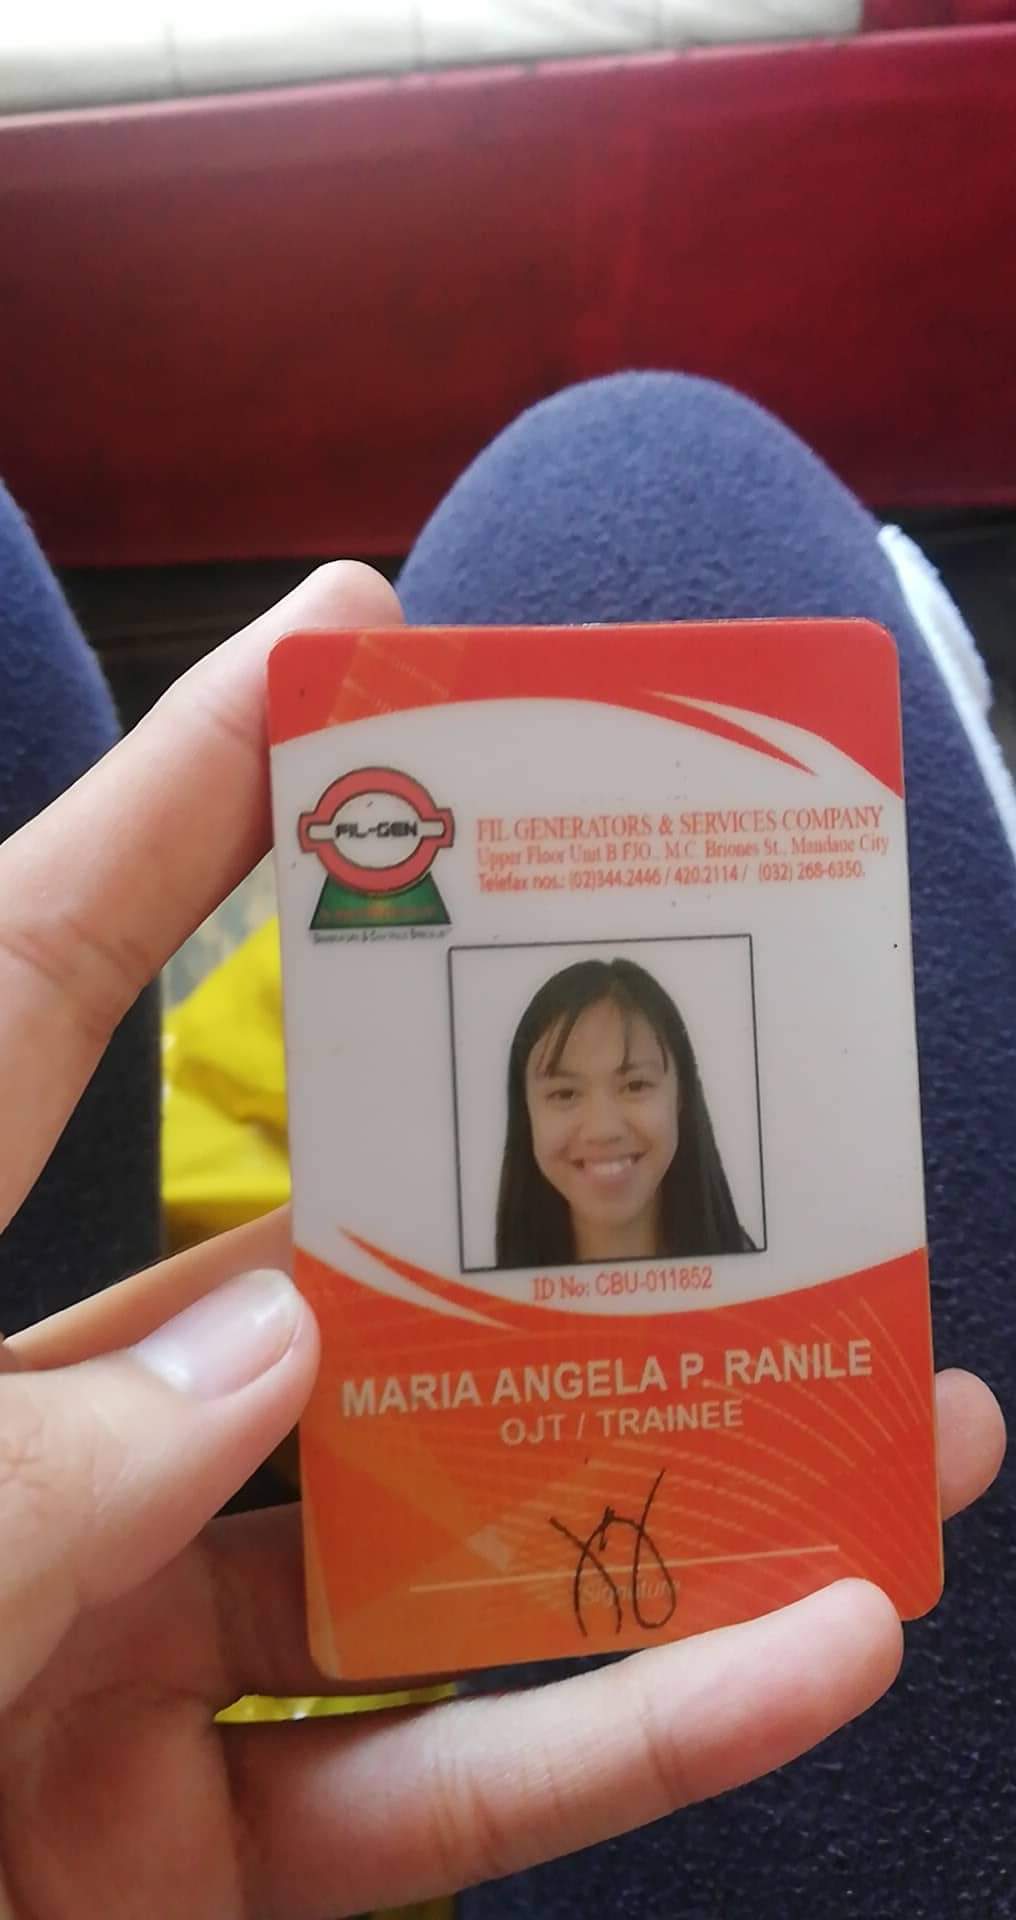 FIL-GEN
FIL GENERATORS & SERVICES COMPANY
Upper Floor Unit B FJO., M.C. Briones St., Mandaue City
Telefax nos.: (02)344.2446 / 420.2114 / (032) 268-6350.
ID No: CBU-011852
MARIA ANGELA P. RANILE
OJT / TRAINEE
Signature